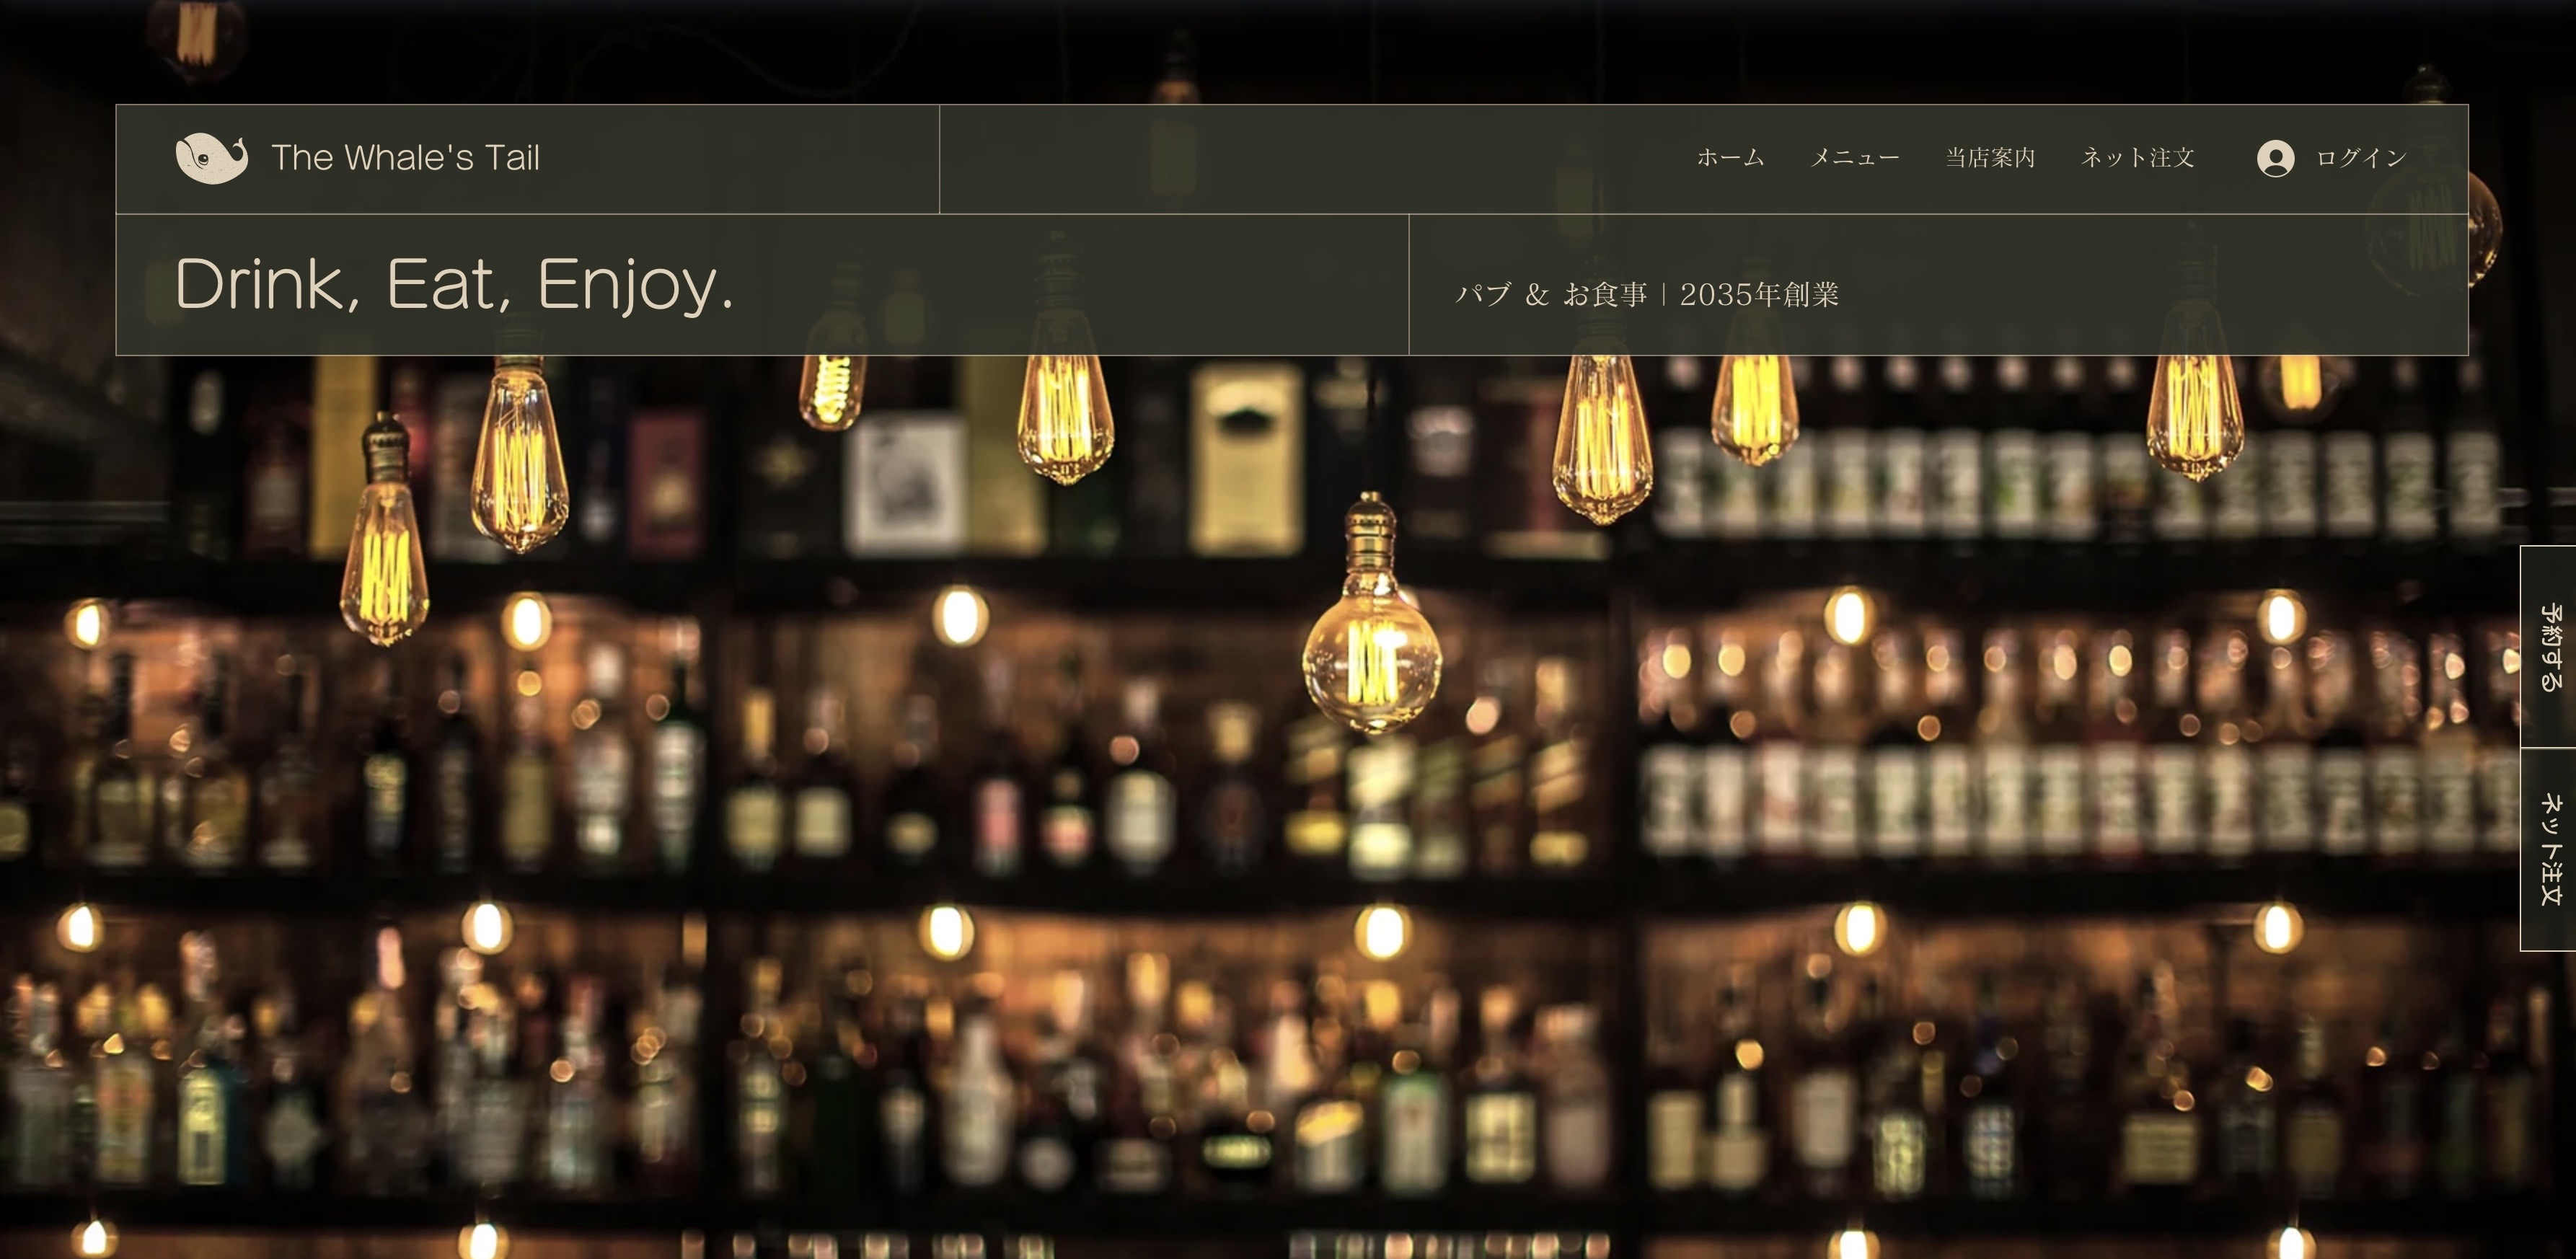 The Whale's Tail
ホーム
メニュー
当店案内
ネット注文
ログイン
Drink, Eat, Enjoy.
パブ & お食事 | 2035年創業
予約する
ネット注文